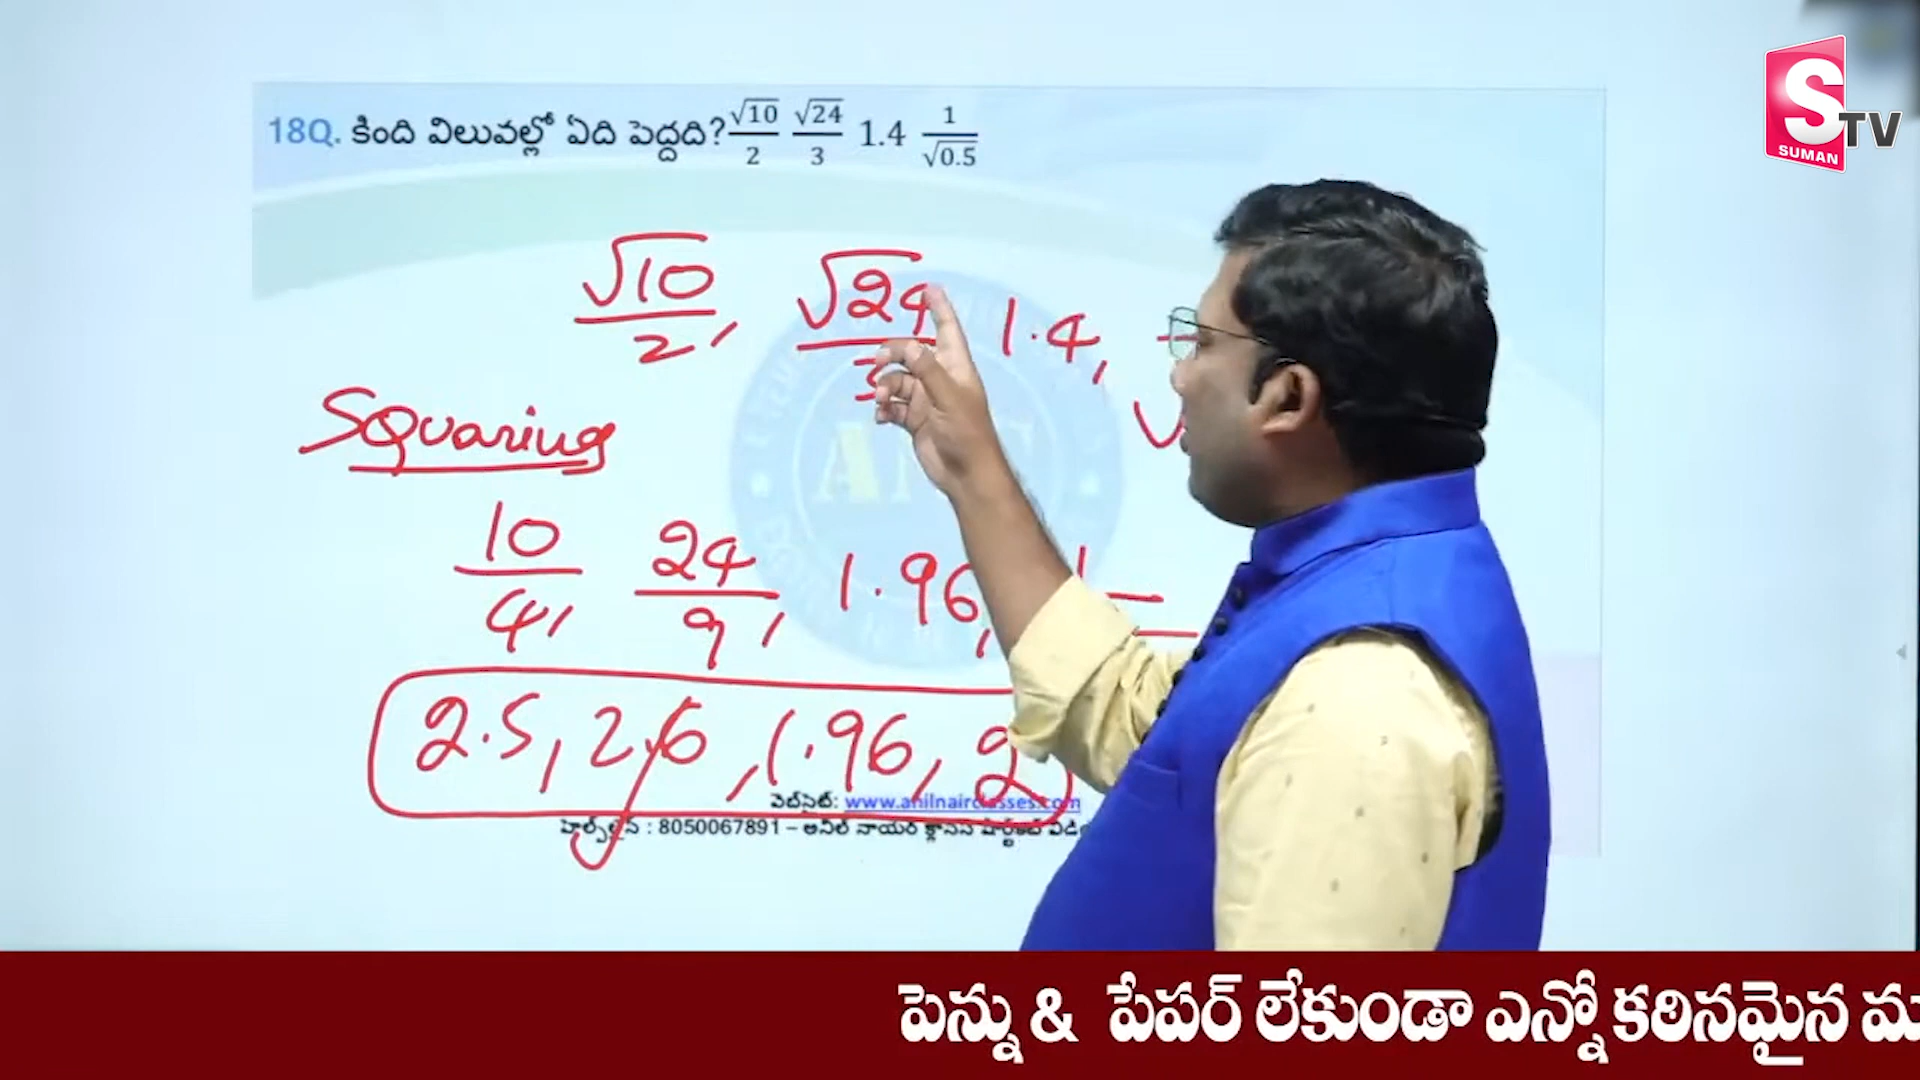 S TV
SUMAN
18Q. కింది విలువల్లో ఏది పెద్దది? √10/2 √24/3 1.4 1/√0.5
√10/2, √24/3 1.4,
Squaring
10/4, 24/9, 1.96,
2.5, 2.6, 1.96, 2
వెబ్‌సైట్: www.anilnairclasses.com
హెల్ప్‌లైన్ : 8050067891 – అనిల్ నాయర్ క్లాసెస్
పెన్ను & పేపర్ లేకుండా ఎన్నో కఠినమైన